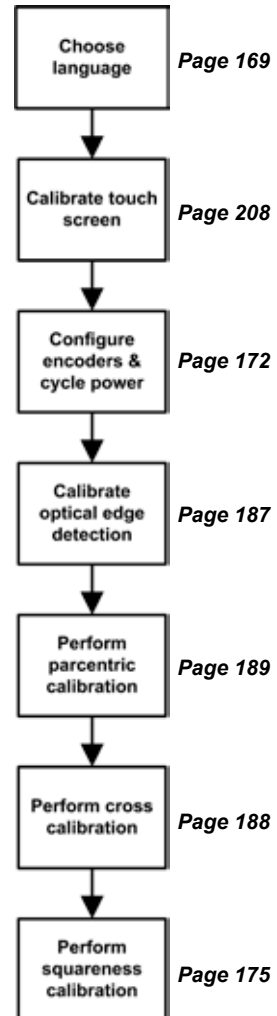 Choose
language
Page 169
Calibrate touch
screen
Page 208
Configure
encoders &
cycle power
Page 172
Calibrate
optical edge
detection
Page 187
Perform
parcentric
calibration
Page 189
Perform cross
calibration
Page 188
Perform
squareness
calibration
Page 175